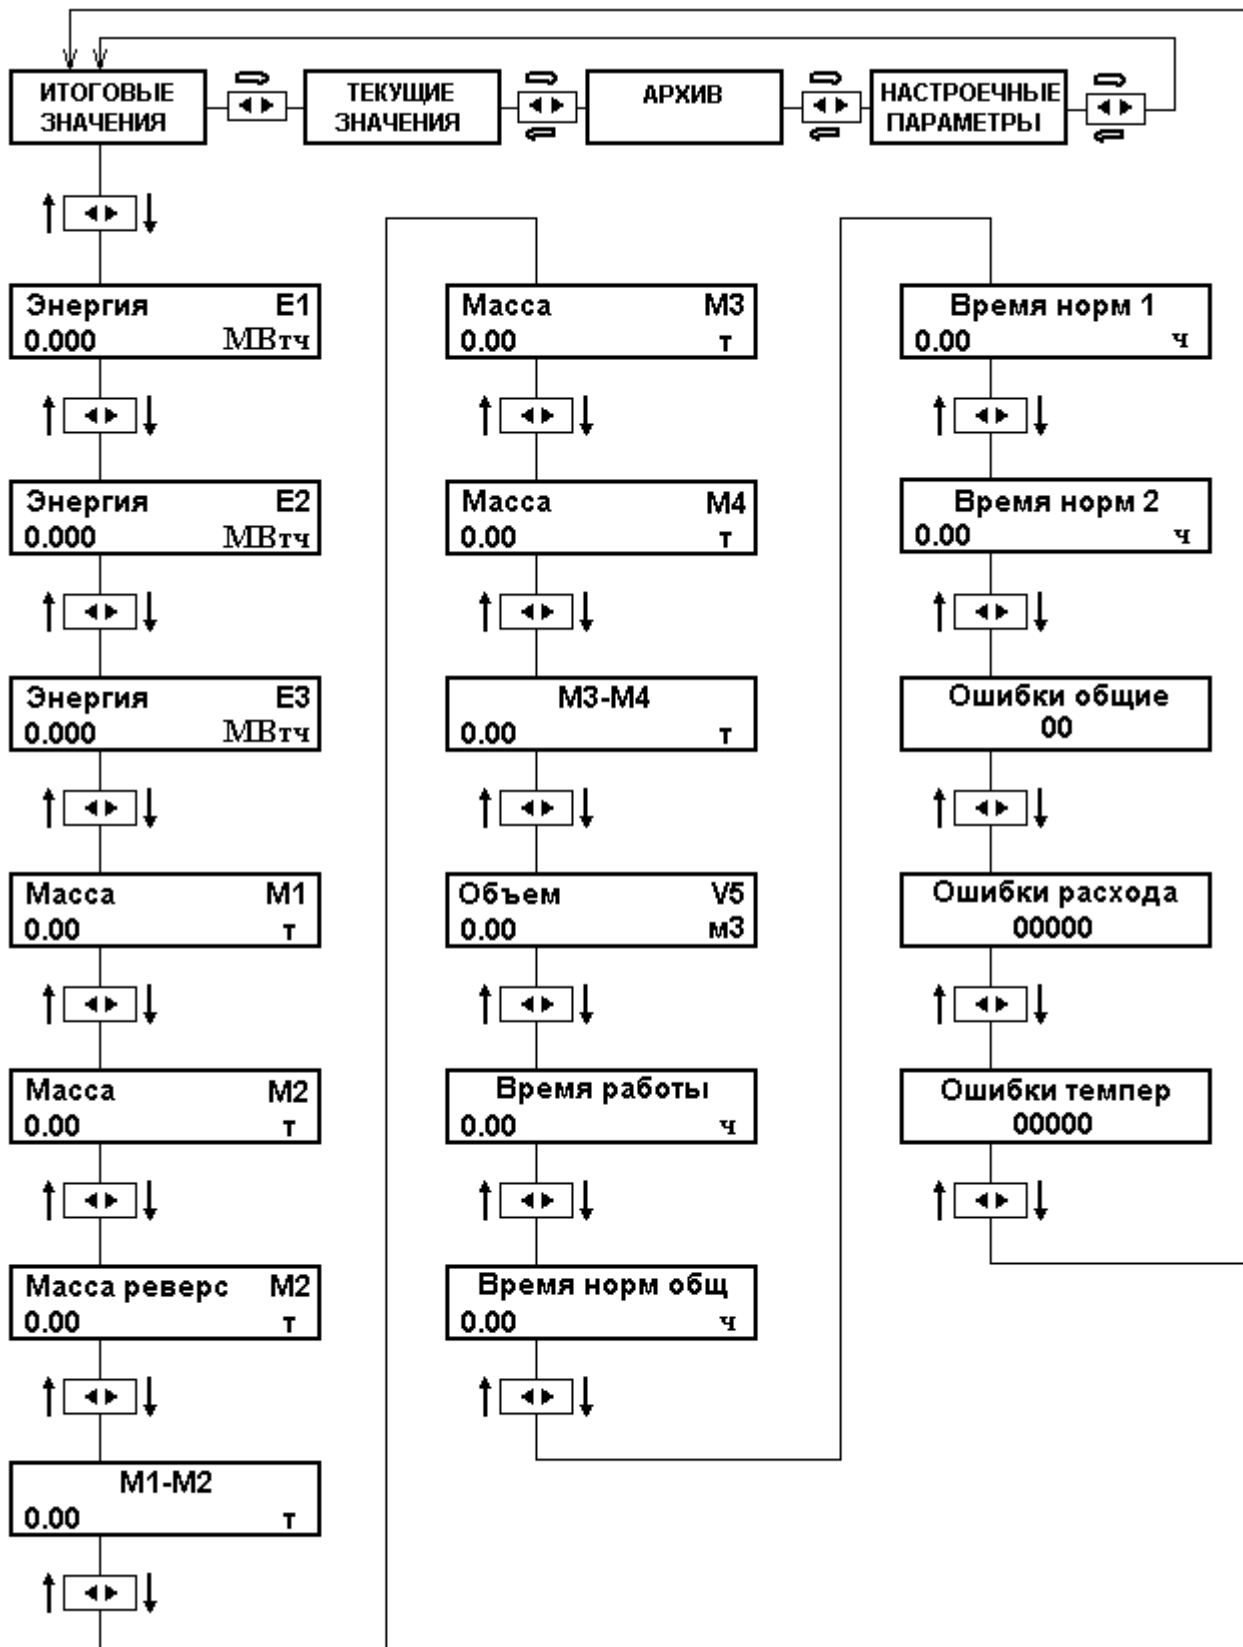 ИТОГОВЫЕ
ЗНАЧЕНИЯ
ТЕКУЩИЕ
ЗНАЧЕНИЯ
АРХИВ
НАСТРОЕЧНЫЕ
ПАРАМЕТРЫ
Энергия E1
0.000 МВтч
Энергия E2
0.000 МВтч
Энергия E3
0.000 МВтч
Масса M1
0.00 т
Масса M2
0.00 т
Масса реверс M2
0.00 т
M1-M2
0.00 т
Масса M3
0.00 т
Масса M4
0.00 т
M3-M4
0.00 т
Объем V5
0.00 м3
Время работы
0.00 ч
Время норм общ
0.00 ч
Время норм 1
0.00 ч
Время норм 2
0.00 ч
Ошибки общие
00
Ошибки расхода
00000
Ошибки темпер
00000